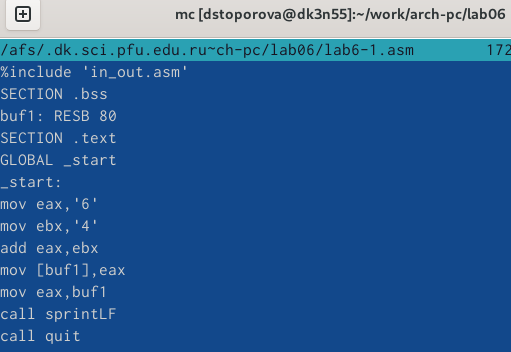 mc [dstoporova@dk3n55]:~/work/arch-pc/lab06
/afs/.dk.sci.pfu.edu.ru~ch-pc/lab06/lab6-1.asm 172
%include 'in_out.asm'
SECTION .bss
buf1: RESB 80
SECTION .text
GLOBAL _start
_start:
mov eax,'6'
mov ebx,'4'
add eax,ebx
mov [buf1],eax
mov eax,buf1
call sprintLF
call quit